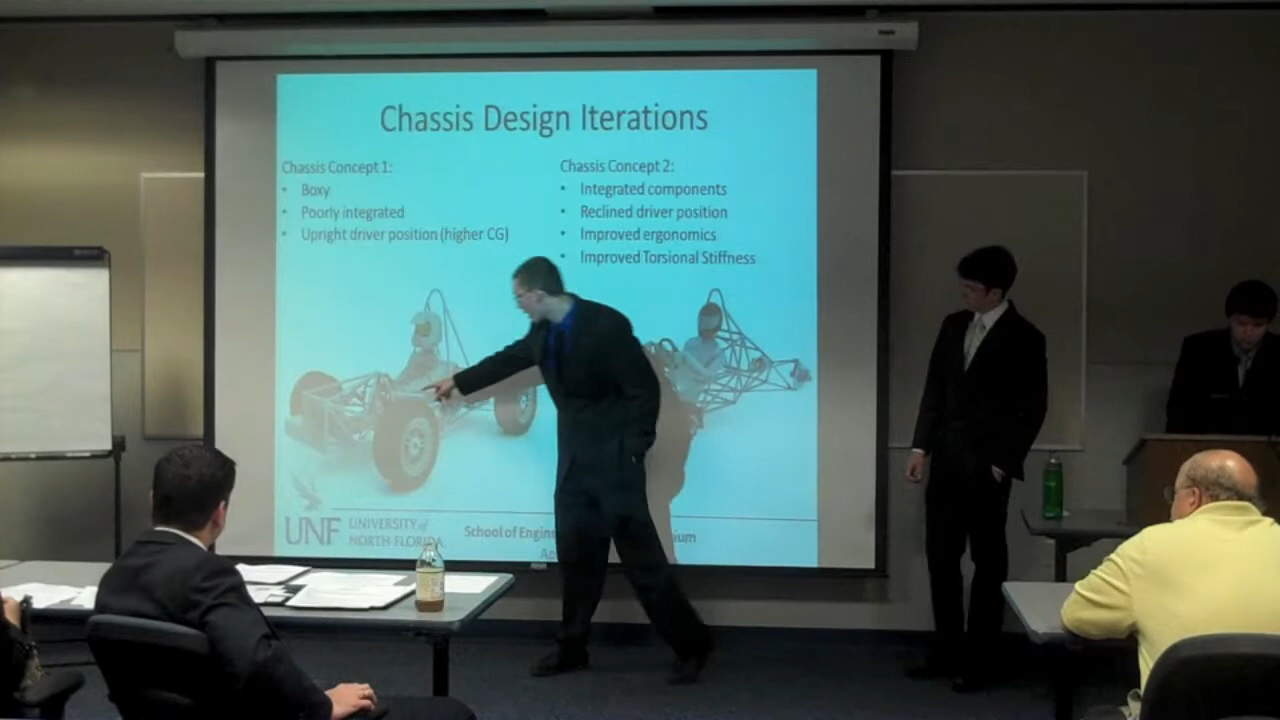 Chassis Design Iterations
Chassis Concept 1:
• Boxy
• Poorly integrated
• Upright driver position (higher CG)
Chassis Concept 2:
• Integrated components
• Reclined driver position
• Improved ergonomics
• Improved Torsional Stiffness
UNF
UNIVERSITY of
NORTH FLORIDA
School of